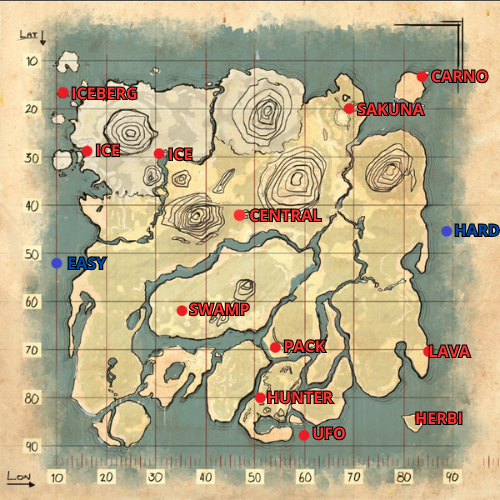 LAT
10
CARNO
ICEBERG
20
SAKUNA
30
ICE
ICE
40
CENTRAL
HARD
50
EASY
60
SWAMP
70
PACK
LAVA
80
HUNTER
HERBI
UFO
90
LON
10 20 30 40 50 60 70 80 90